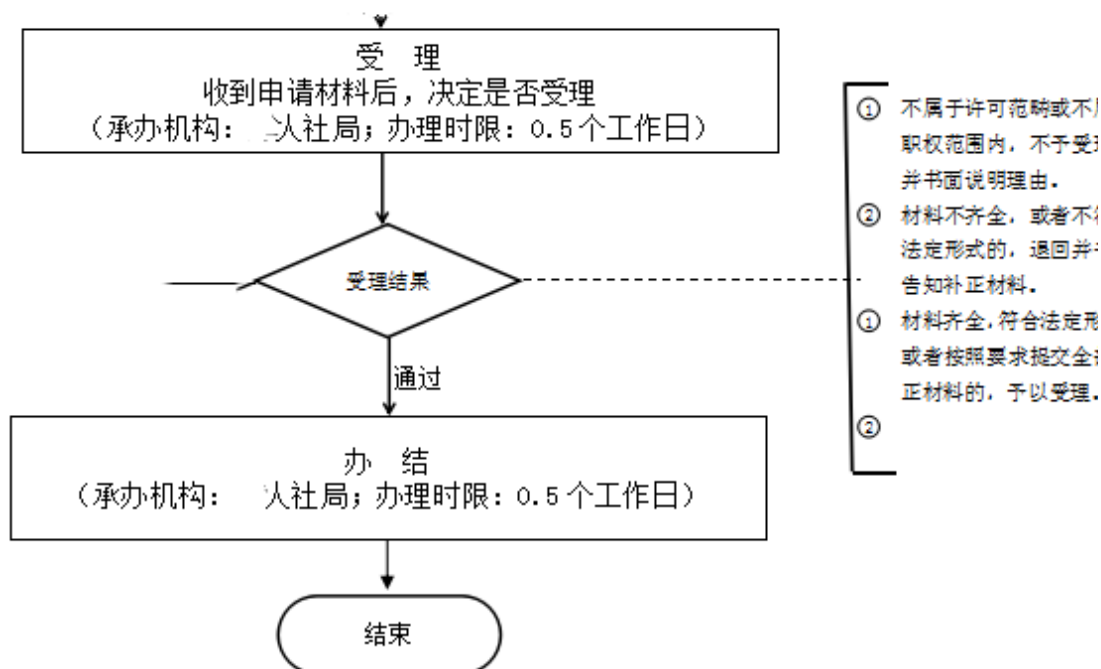 受 理
收到申请材料后，决定是否受理
（承办机构： 人社局；办理时限：0.5个工作日）
受理结果
通过
办 结
（承办机构： 人社局；办理时限：0.5个工作日）
结束
① 不属于许可范畴或不
职权范围内，不予受
并书面说明理由.
② 材料不齐全，或者不
法定形式的，退回并
告知补正材料.
① 材料齐全,符合法定形
或者按照要求提交全
正材料的，予以受理.
②